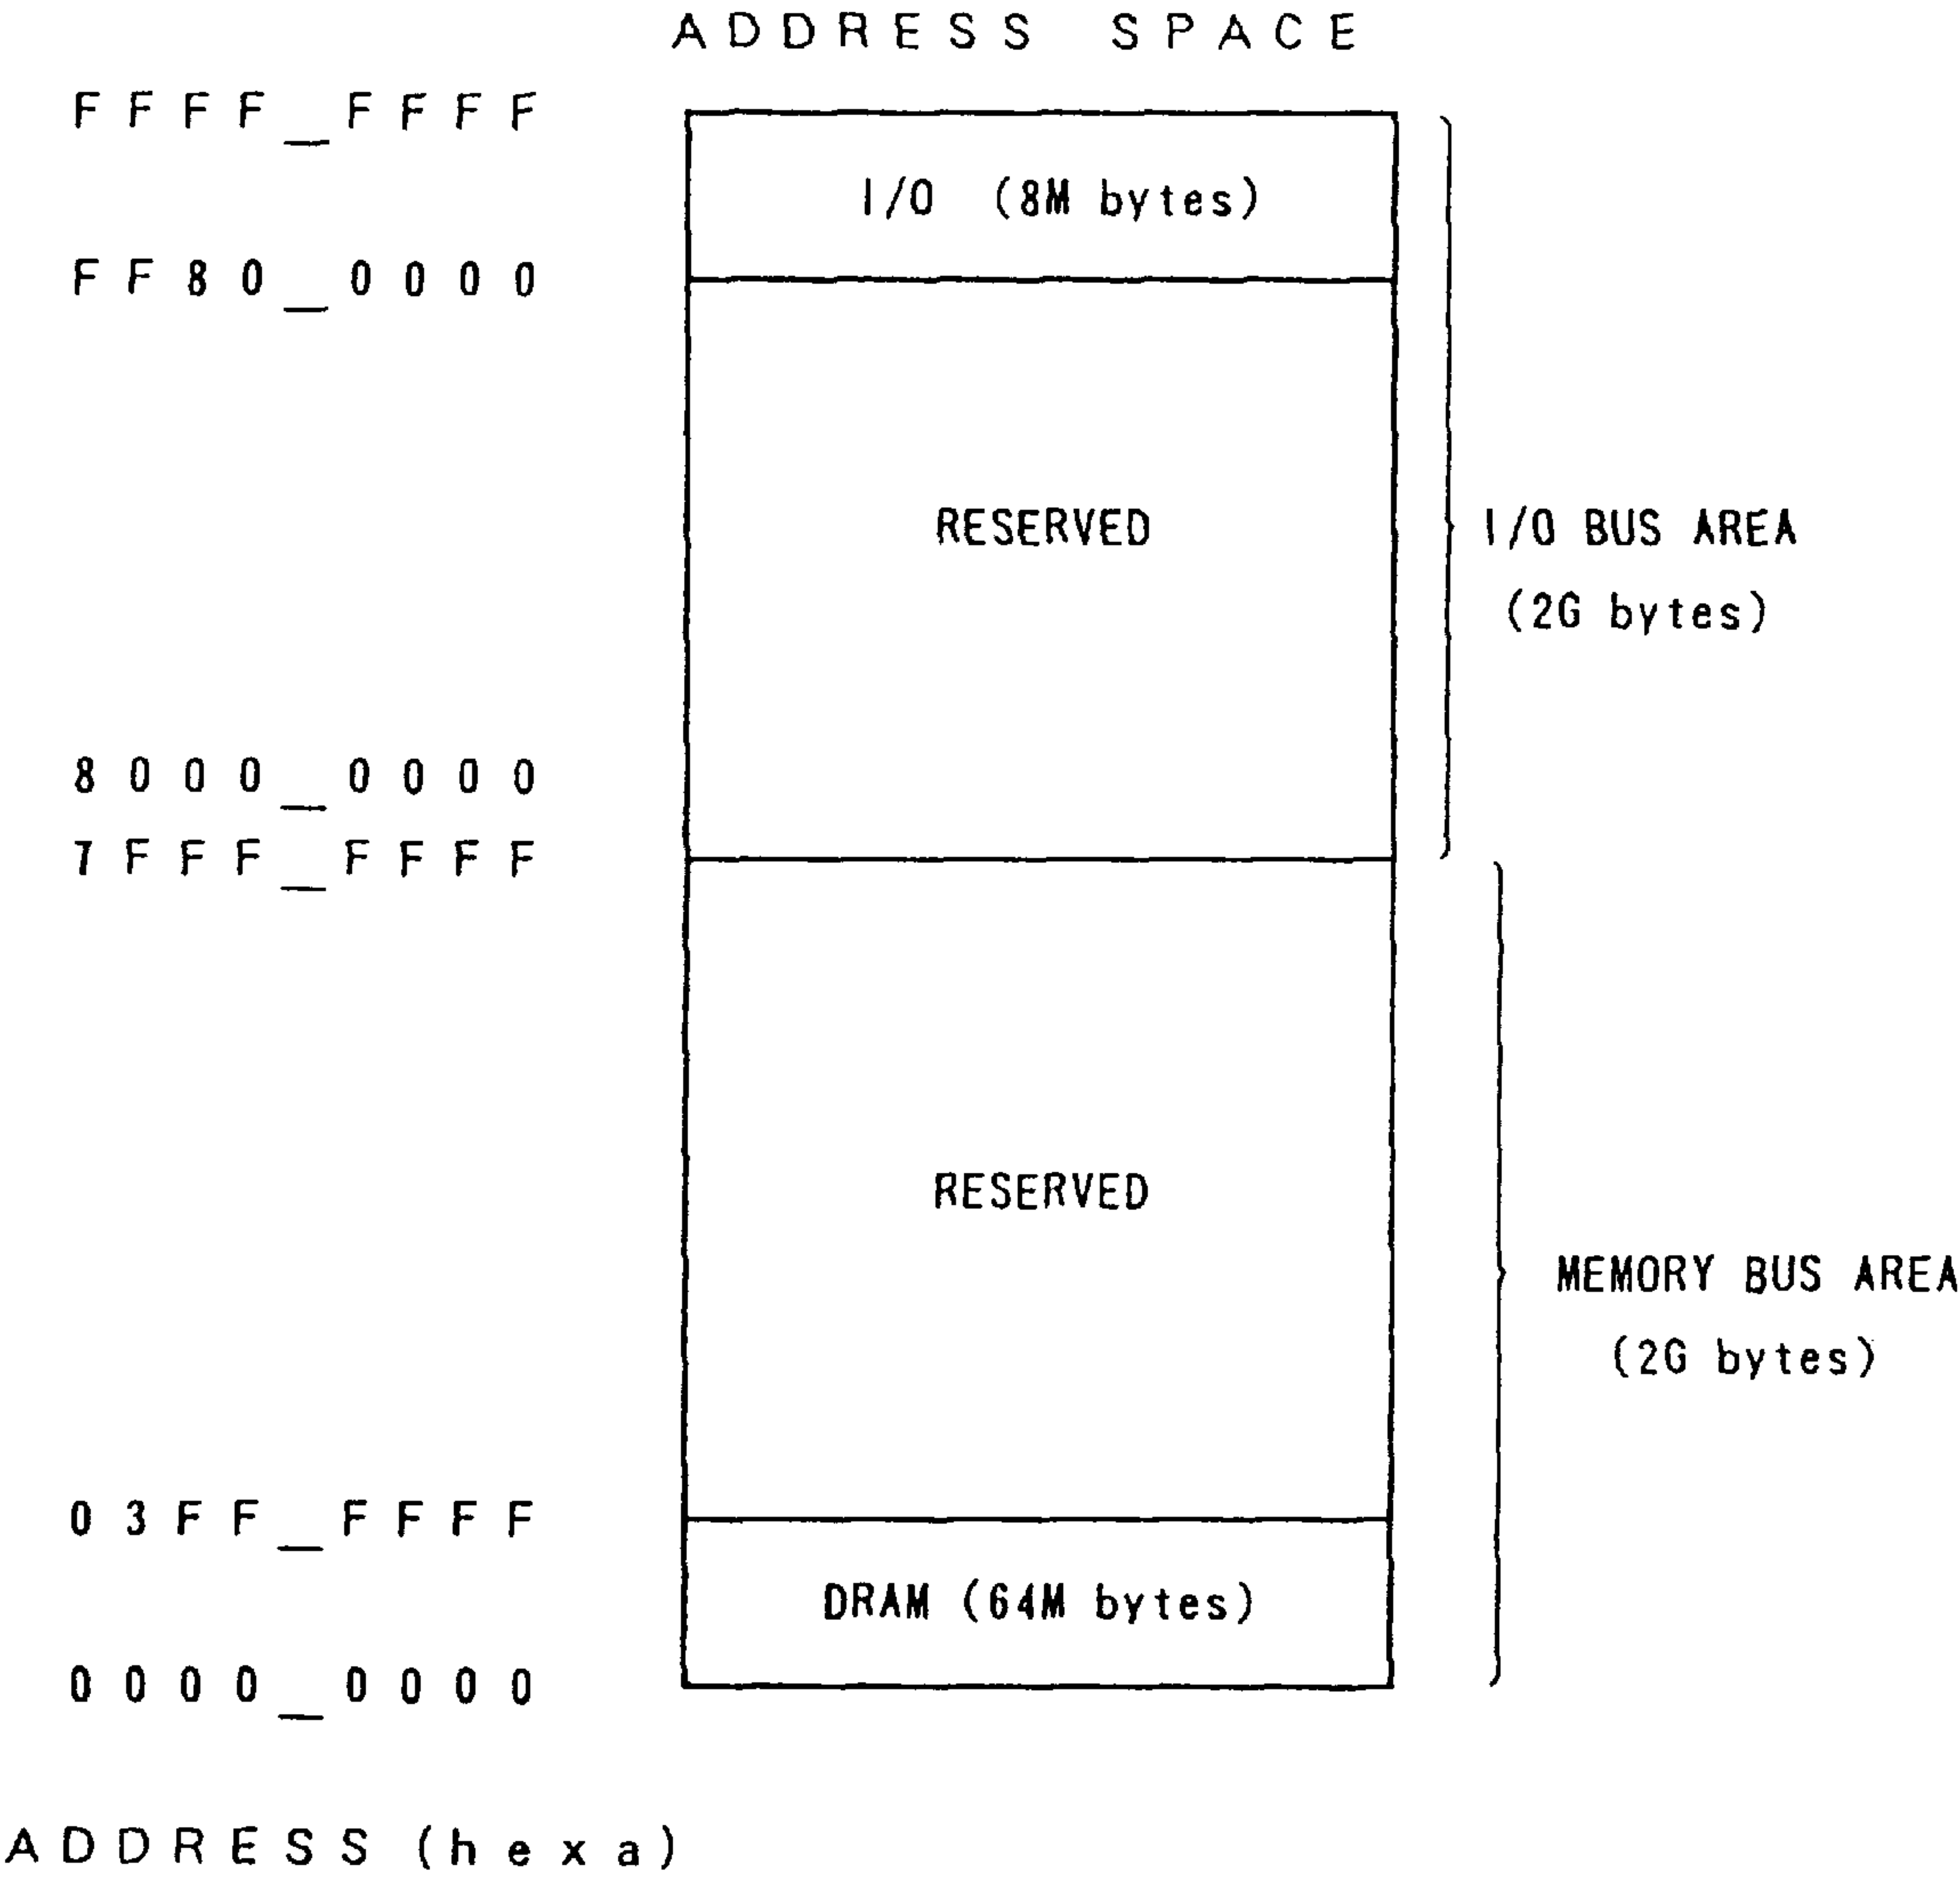 ADDRESS SPACE
FFFF_FFFF
I/O (8M bytes)
FF80_0000
RESERVED
I/O BUS AREA
(2G bytes)
8000_0000
7FFF_FFFF
RESERVED
MEMORY BUS AREA
(2G bytes)
03FF_FFFF
DRAM (64M bytes)
0000_0000
ADDRESS (hexa)